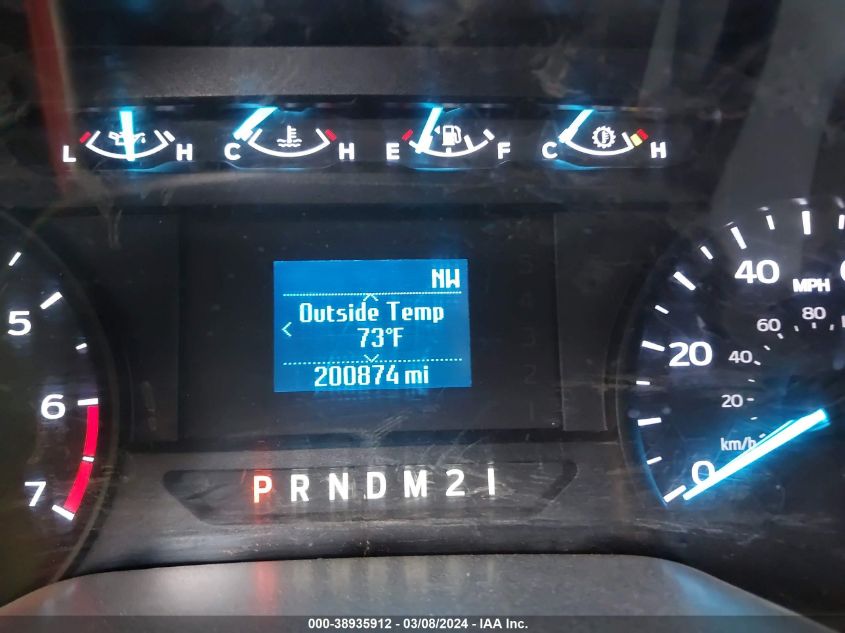 L H C H E F C H
NW
Outside Temp
73°F
200874 mi
5
6
7
P R N D M 2 1
0
20
40
MPH
km/h
20
40
60
80
000-38935912 - 03/08/2024 - IAA Inc.